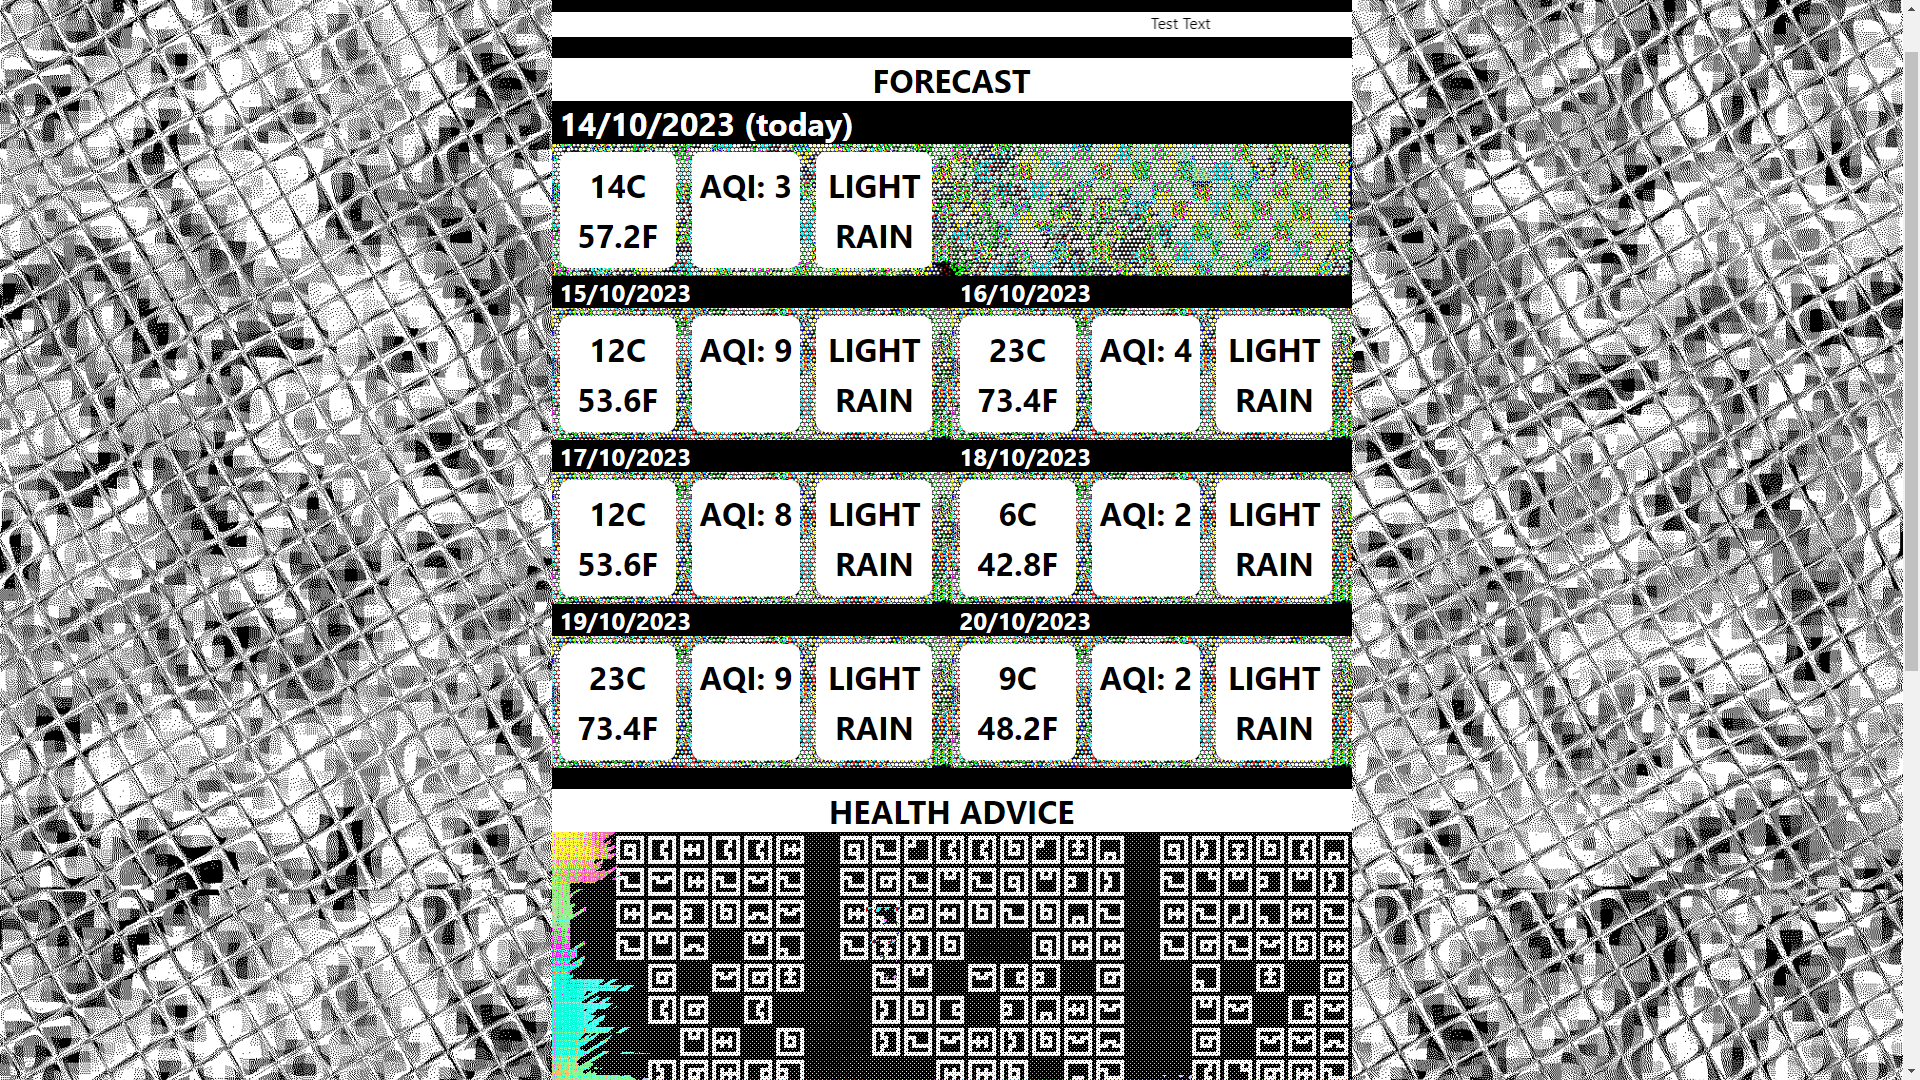 Test Text
FORECAST
14/10/2023 (today)
14C
57.2F
AQI: 3
LIGHT
RAIN
15/10/2023
12C
53.6F
AQI: 9
LIGHT
RAIN
16/10/2023
23C
73.4F
AQI: 4
LIGHT
RAIN
17/10/2023
12C
53.6F
AQI: 8
LIGHT
RAIN
18/10/2023
6C
42.8F
AQI: 2
LIGHT
RAIN
19/10/2023
23C
73.4F
AQI: 9
LIGHT
RAIN
20/10/2023
9C
48.2F
AQI: 2
LIGHT
RAIN
HEALTH ADVICE